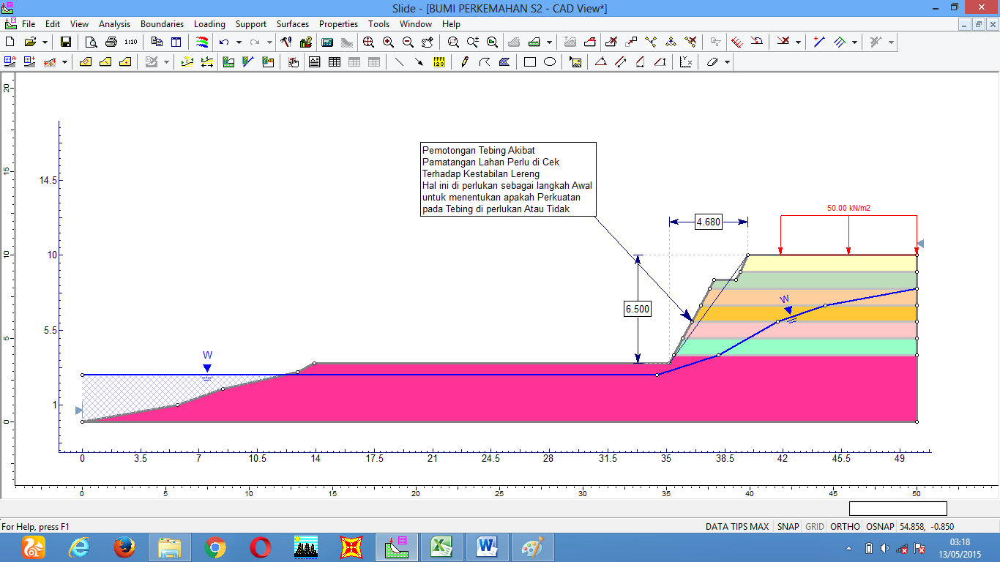 Slide - [BUMI PERKEMAHAN S2 - CAD View*]
File Edit View Analysis Boundaries Loading Support Surfaces Properties Tools Window Help
1:10
123
20
15
10
5
0
14.5
10
5.5
1
Pemotongan Tebing Akibat
Pamatangan Lahan Perlu di Cek
Terhadap Kestabilan Lereng
Hal ini di perlukan sebagai langkah Awal
untuk menentukan apakah Perkuatan
pada Tebing di perlukan Atau Tidak
4.680
50.00 kN/m2
6.500
W
W
0 3.5 7 10.5 14 17.5 21 24.5 28 31.5 35 38.5 42 45.5 49
0 5 10 15 20 25 30 35 40 45 50
For Help, press F1
DATA TIPS MAX SNAP GRID ORTHO OSNAP 54.858, -0.850
03:18
13/05/2015